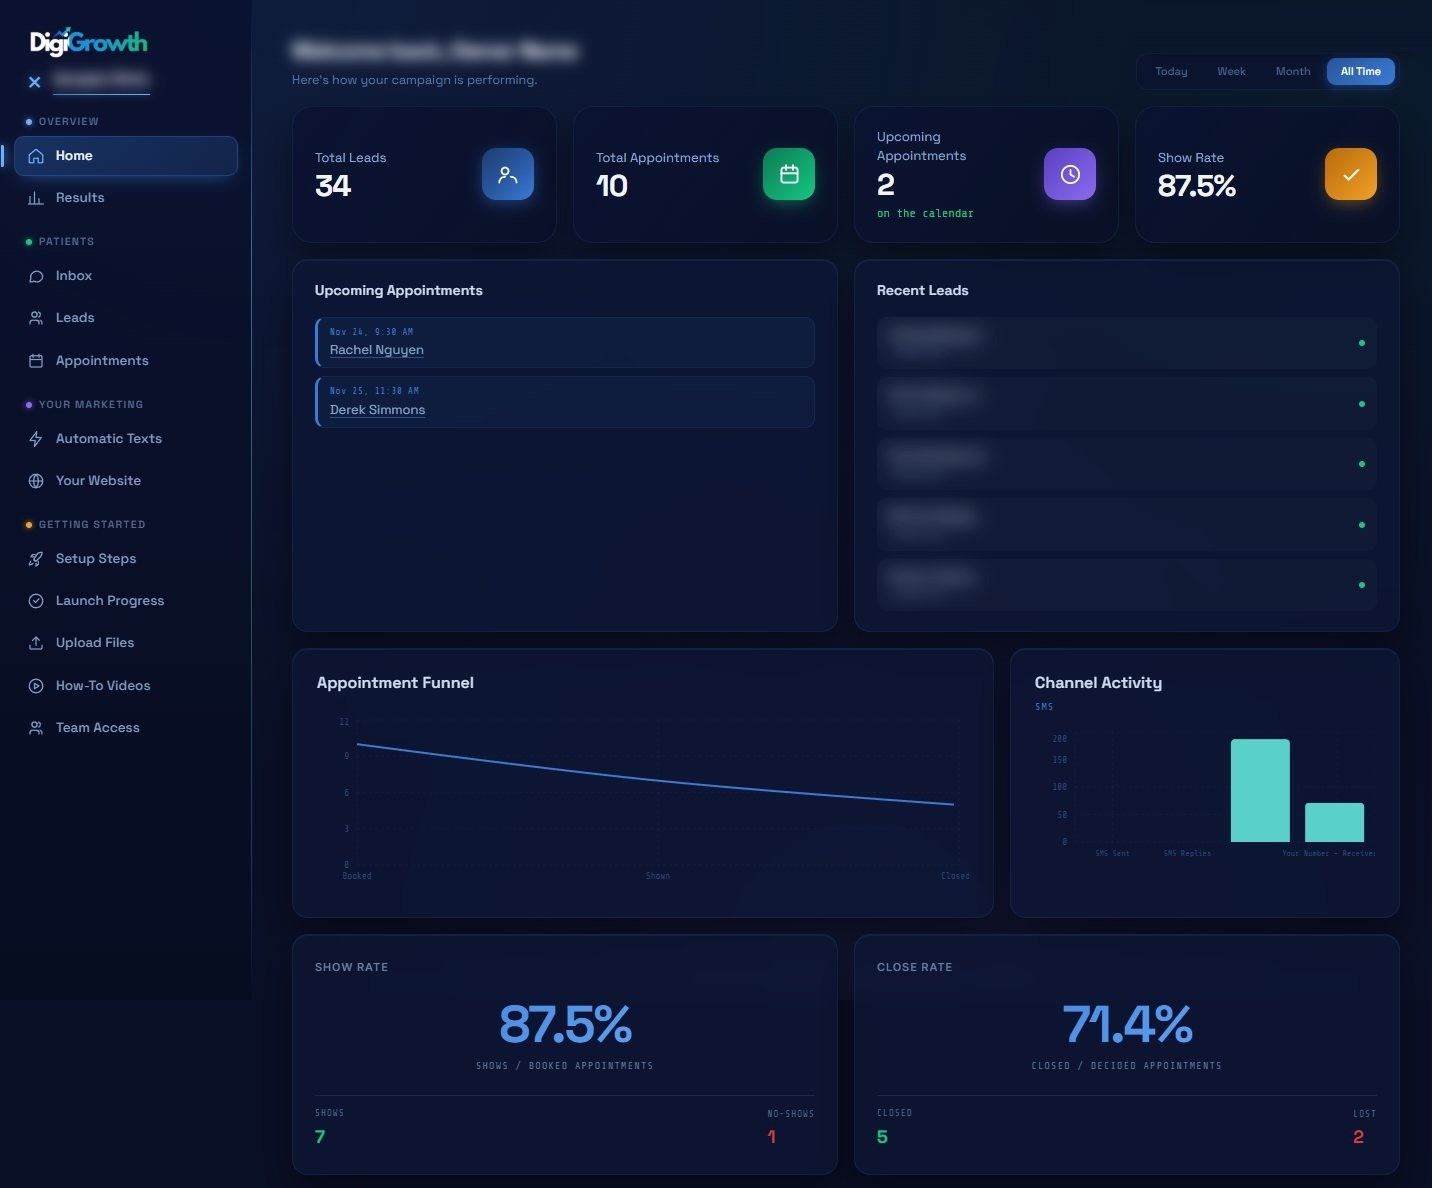 DigiGrowth
OVERVIEW
Home
Results
PATIENTS
Inbox
Leads
Appointments
YOUR MARKETING
Automatic Texts
Your Website
GETTING STARTED
Setup Steps
Launch Progress
Upload Files
How-To Videos
Team Access
Here's how your campaign is performing.
Today Week Month All Time
Total Leads
34
Total Appointments
10
Upcoming
Appointments
2
on the calendar
Show Rate
87.5%
Upcoming Appointments
Nov 24, 9:30 AM
Rachel Nguyen
Nov 25, 11:30 AM
Derek Simmons
Recent Leads
Appointment Funnel
12
9
6
3
0
Booked Shown Closed
Channel Activity
SMS
200
150
100
50
0
SMS Sent SMS Replies Your Number - Receive
SHOW RATE
87.5%
SHOWS / BOOKED APPOINTMENTS
SHOWS NO-SHOWS
7 1
CLOSE RATE
71.4%
CLOSED / DECIDED APPOINTMENTS
CLOSED LOST
5 2